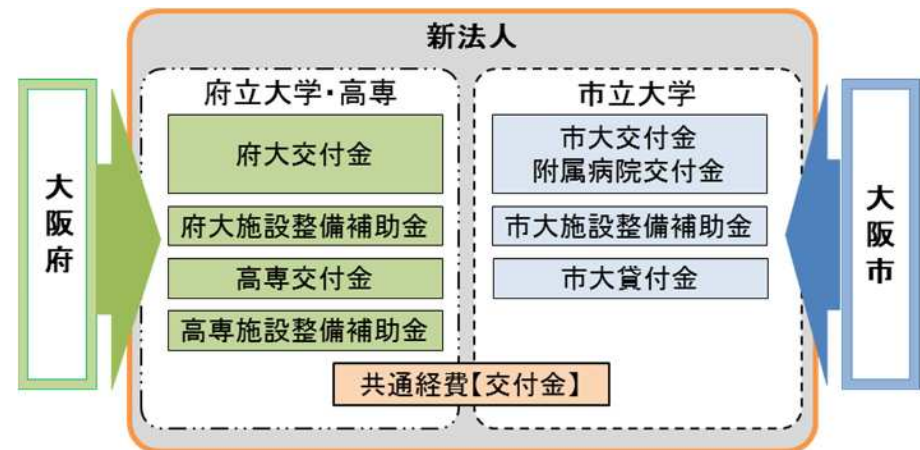 新法人
大阪府
府立大学・高専
府大交付金
府大施設整備補助金
高専交付金
高専施設整備補助金
市立大学
市大交付金
附属病院交付金
市大施設整備補助金
市大貸付金
共通経費【交付金】
大阪市